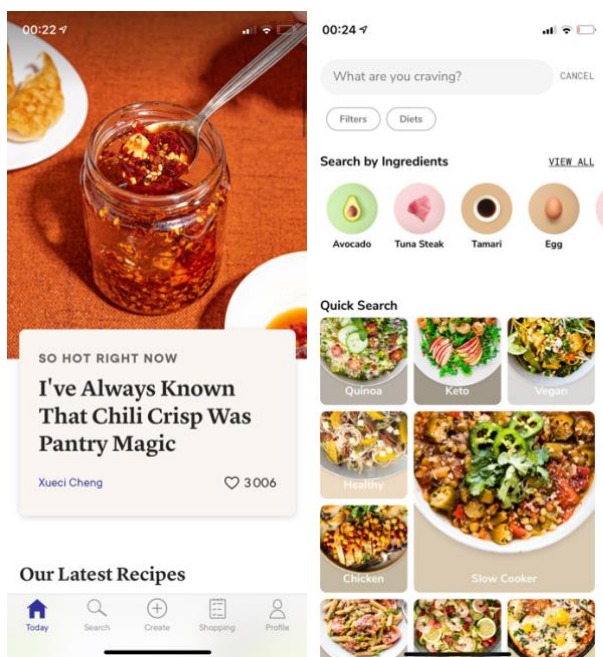 00:22
SO HOT RIGHT NOW
I've Always Known
That Chili Crisp Was
Pantry Magic
Xueci Cheng
3 006
Our Latest Recipes
Today Search Create Shopping Profile
00:24
What are you craving? CANCEL
Filters Diets
Search by Ingredients VIEW ALL
Avocado Tuna Steak Tamari Egg
Quick Search
Quinoa Keto Vegan
Healthy
Chicken
Slow Cooker